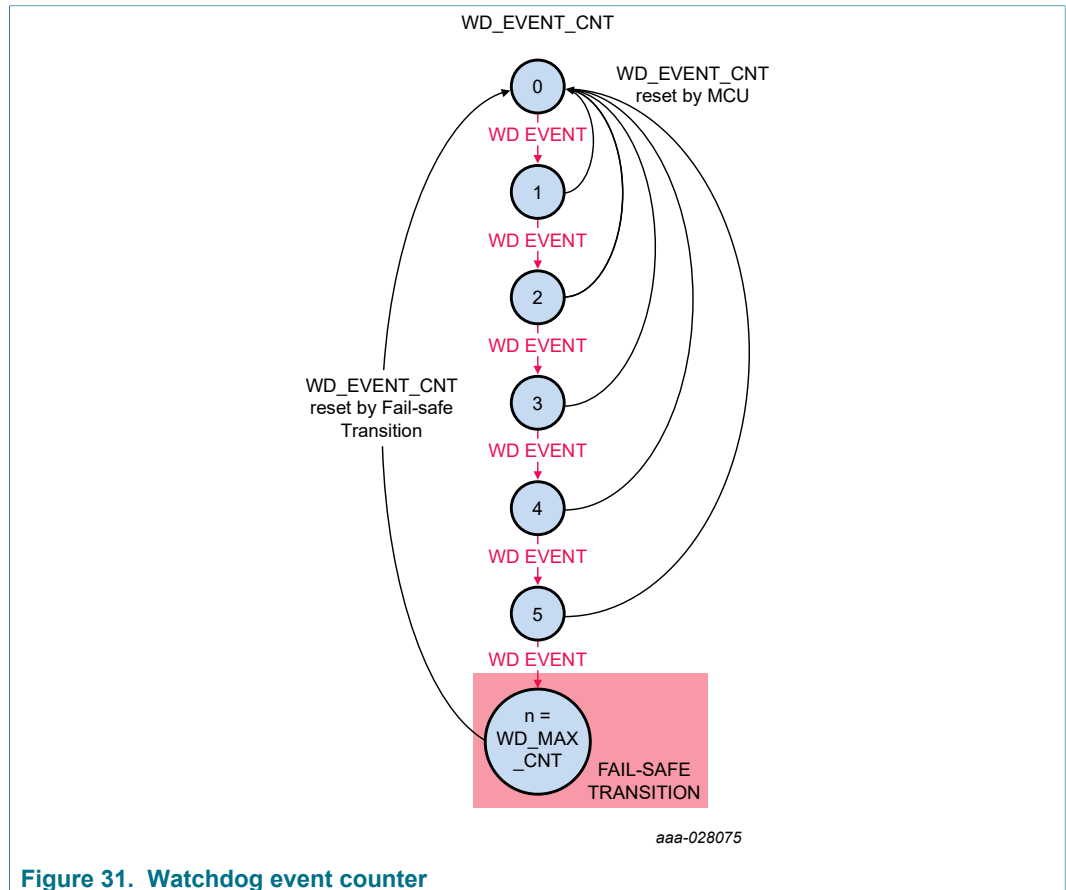 WD_EVENT_CNT
0
WD_EVENT_CNT
reset by MCU
WD EVENT
1
WD EVENT
2
WD EVENT
3
WD_EVENT_CNT
reset by Fail-safe
Transition
WD EVENT
4
WD EVENT
5
WD EVENT
n =
WD_MAX
_CNT
FAIL-SAFE
TRANSITION
aaa-028075
Figure 31. Watchdog event counter